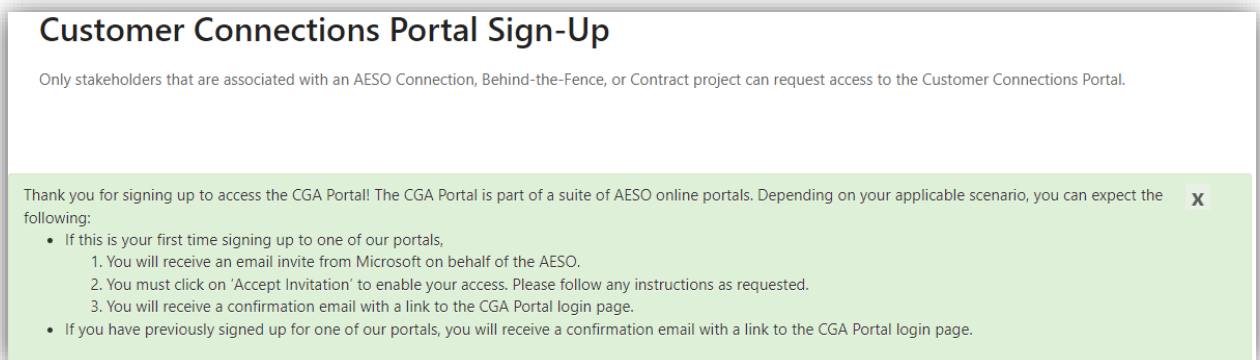 Customer Connections Portal Sign-Up
Only stakeholders that are associated with an AESO Connection, Behind-the-Fence, or Contract project can request access to the Customer Connections Portal.
Thank you for signing up to access the CGA Portal! The CGA Portal is part of a suite of AESO online portals. Depending on your applicable scenario, you can expect the
X
following:
• If this is your first time signing up to one of our portals,
1. You will receive an email invite from Microsoft on behalf of the AESO.
2. You must click on 'Accept Invitation' to enable your access. Please follow any instructions as requested.
3. You will receive a confirmation email with a link to the CGA Portal login page.
• If you have previously signed up for one of our portals, you will receive a confirmation email with a link to the CGA Portal login page.